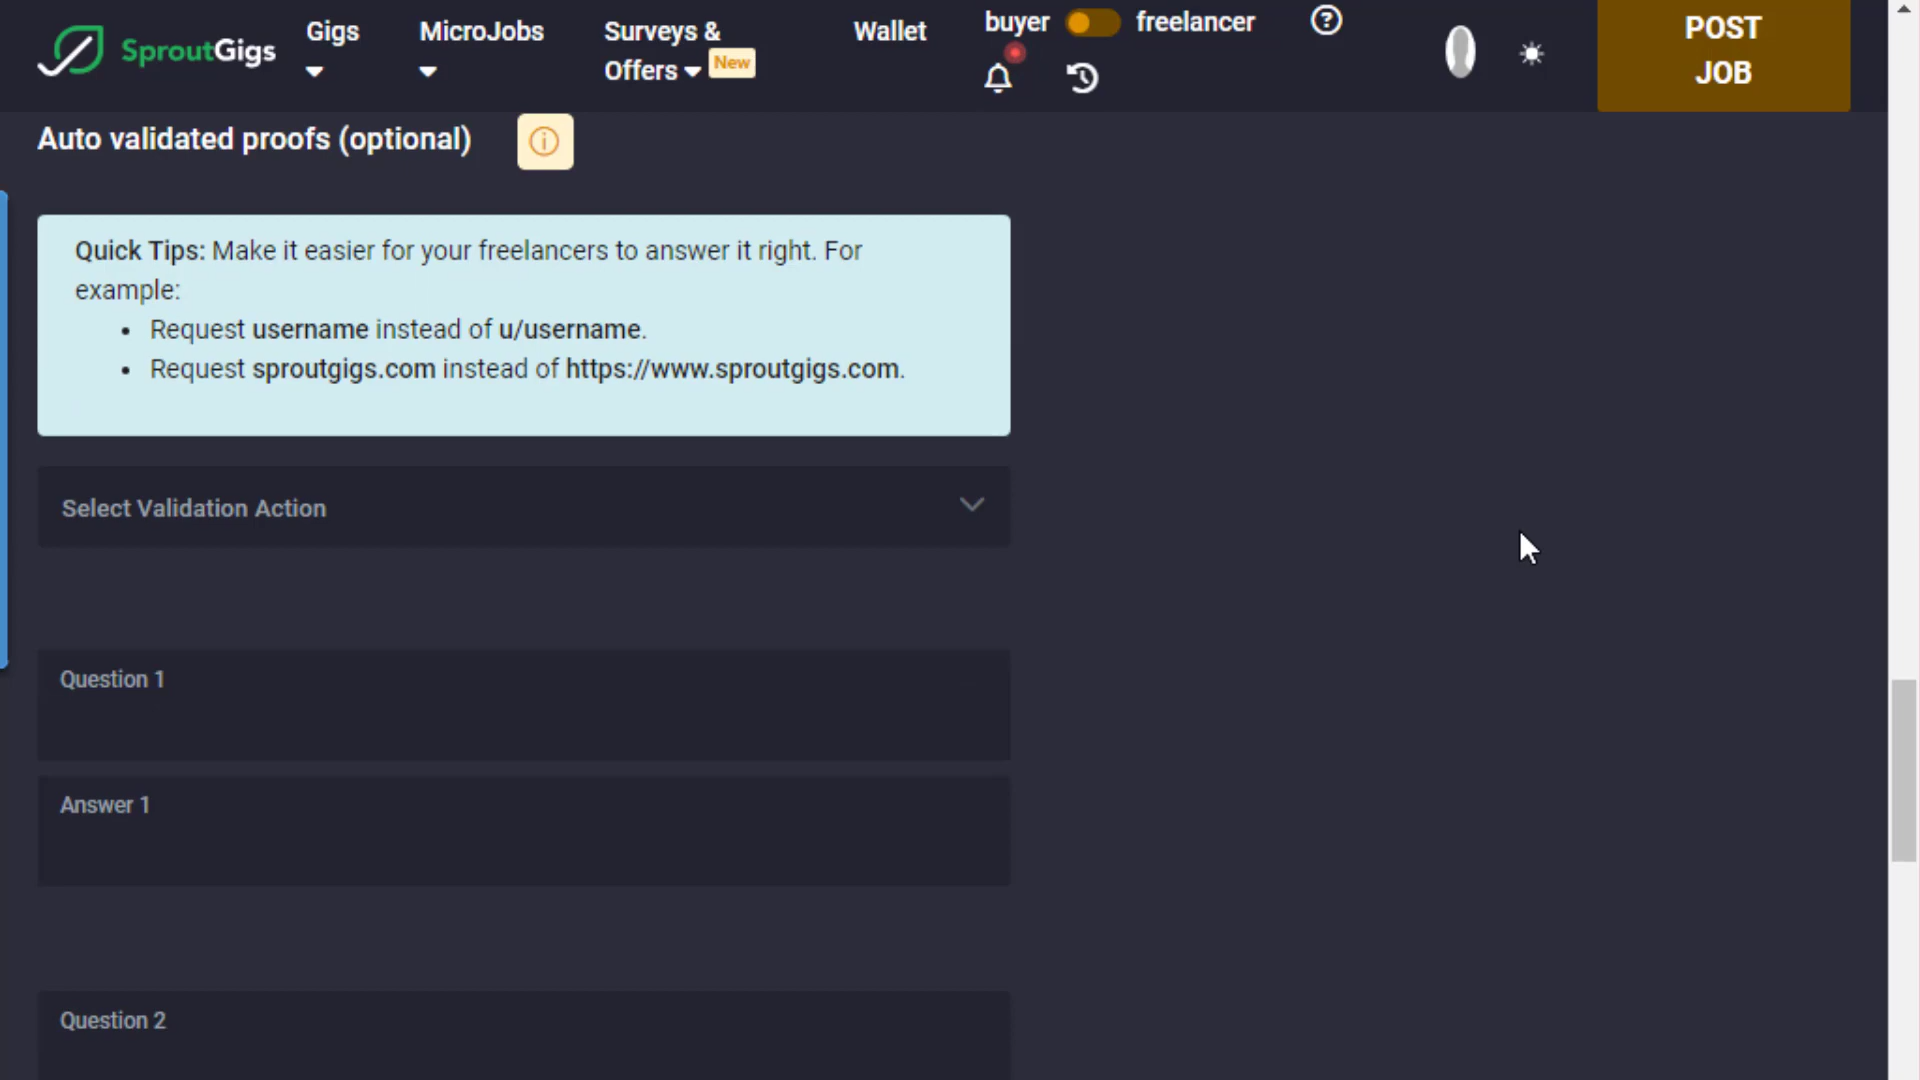 SproutGigs
Gigs
MicroJobs
Surveys &
Offers
New
Wallet
buyer
freelancer
POST
JOB
Auto validated proofs (optional)
Quick Tips: Make it easier for your freelancers to answer it right. For
example:
• Request username instead of u/username.
• Request sproutgigs.com instead of https://www.sproutgigs.com.
Select Validation Action
Question 1
Answer 1
Question 2